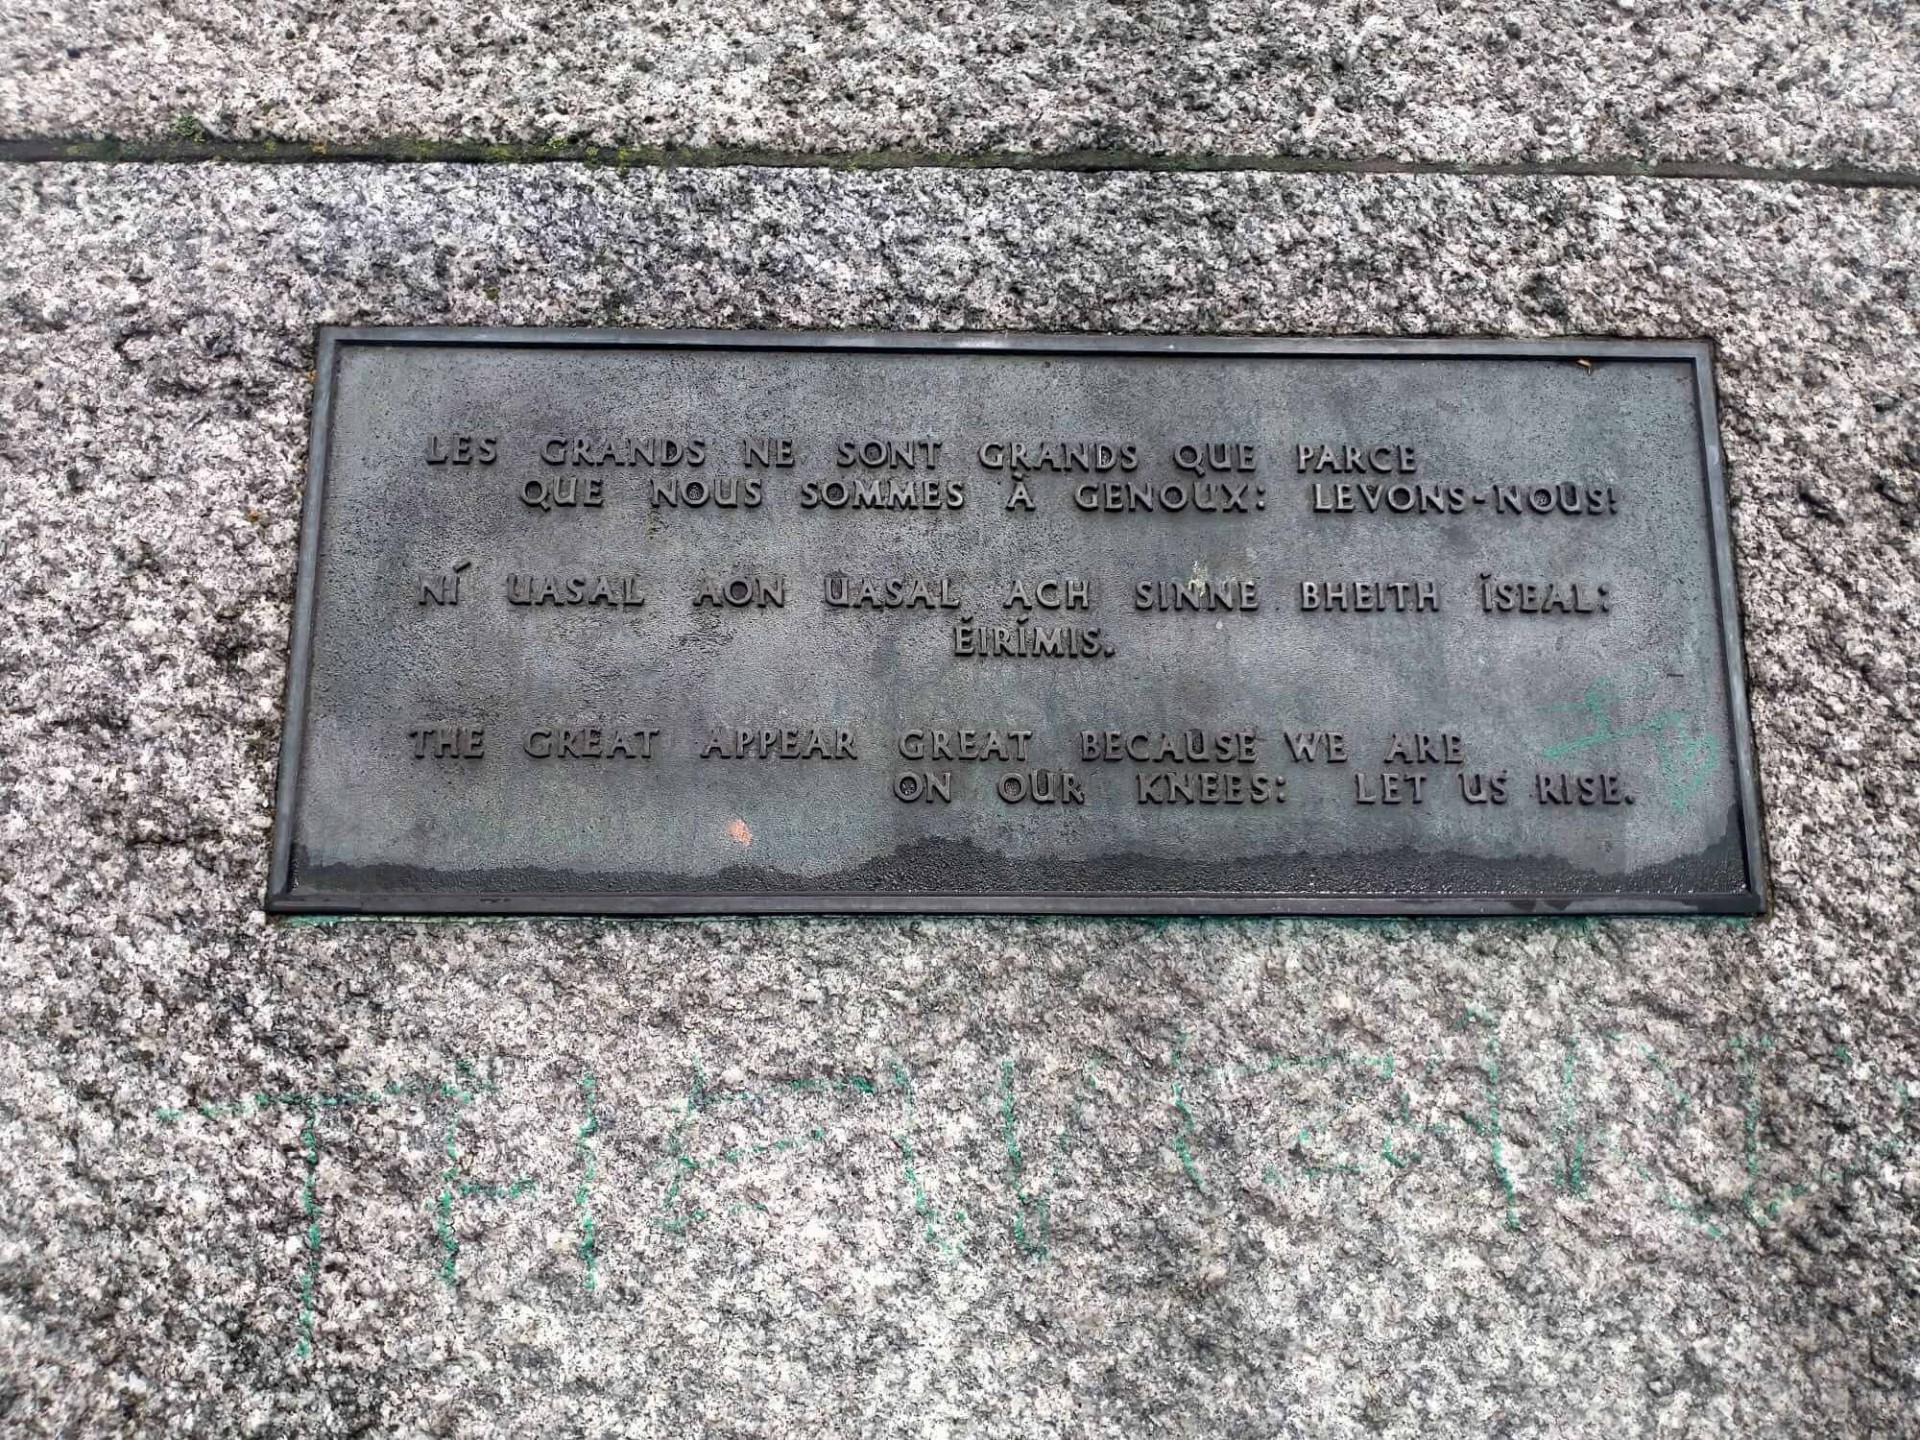 LES GRANDS NE SONT GRANDS QUE PARCE
QUE NOUS SOMMES À GENOUX: LEVONS-NOUS!
NÍ UASAL AON UASAL ACH SINNE BHEITH ÍSEAL:
ÉIRÍMIS.
THE GREAT APPEAR GREAT BECAUSE WE ARE
ON OUR KNEES: LET US RISE.